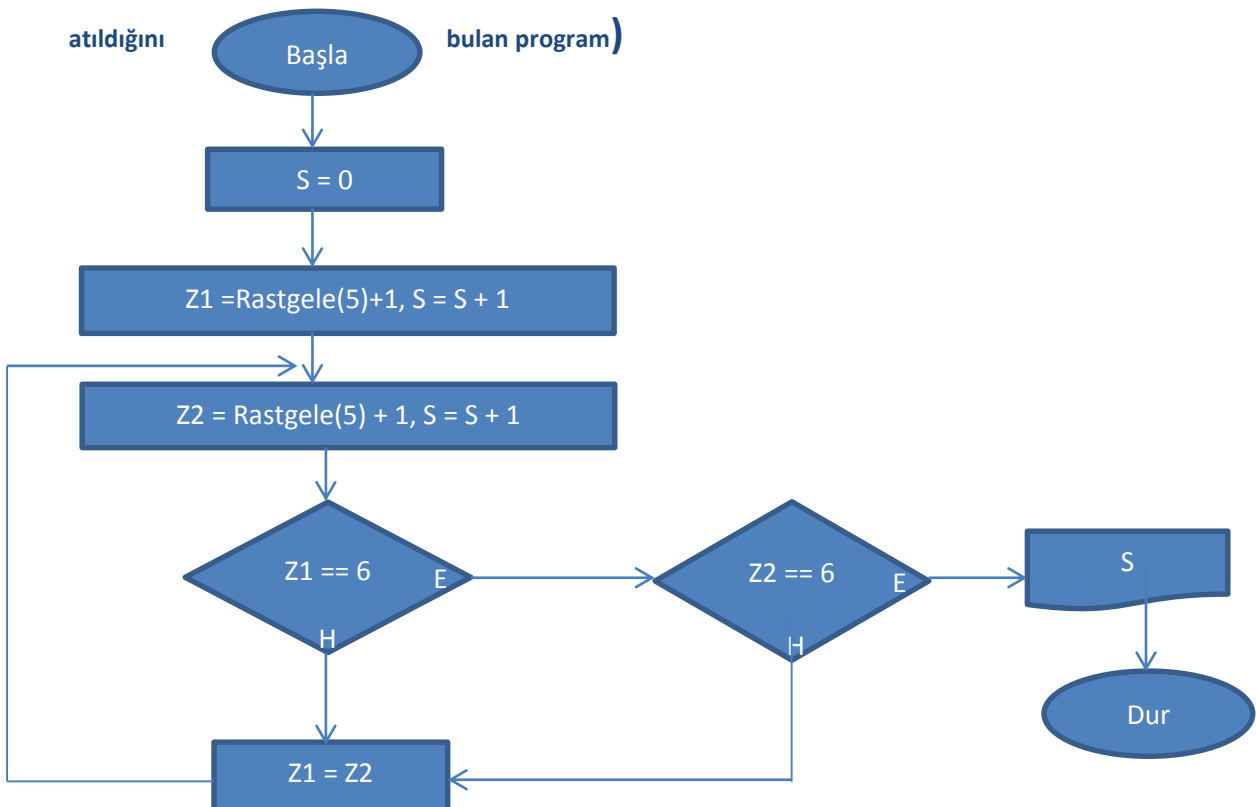 atıldığını bulan program)
Başla
S = 0
Z1 =Rastgele(5)+1, S = S + 1
Z2 = Rastgele(5) + 1, S = S + 1
Z1 == 6
E
H
Z2 == 6
E
H
S
Dur
Z1 = Z2